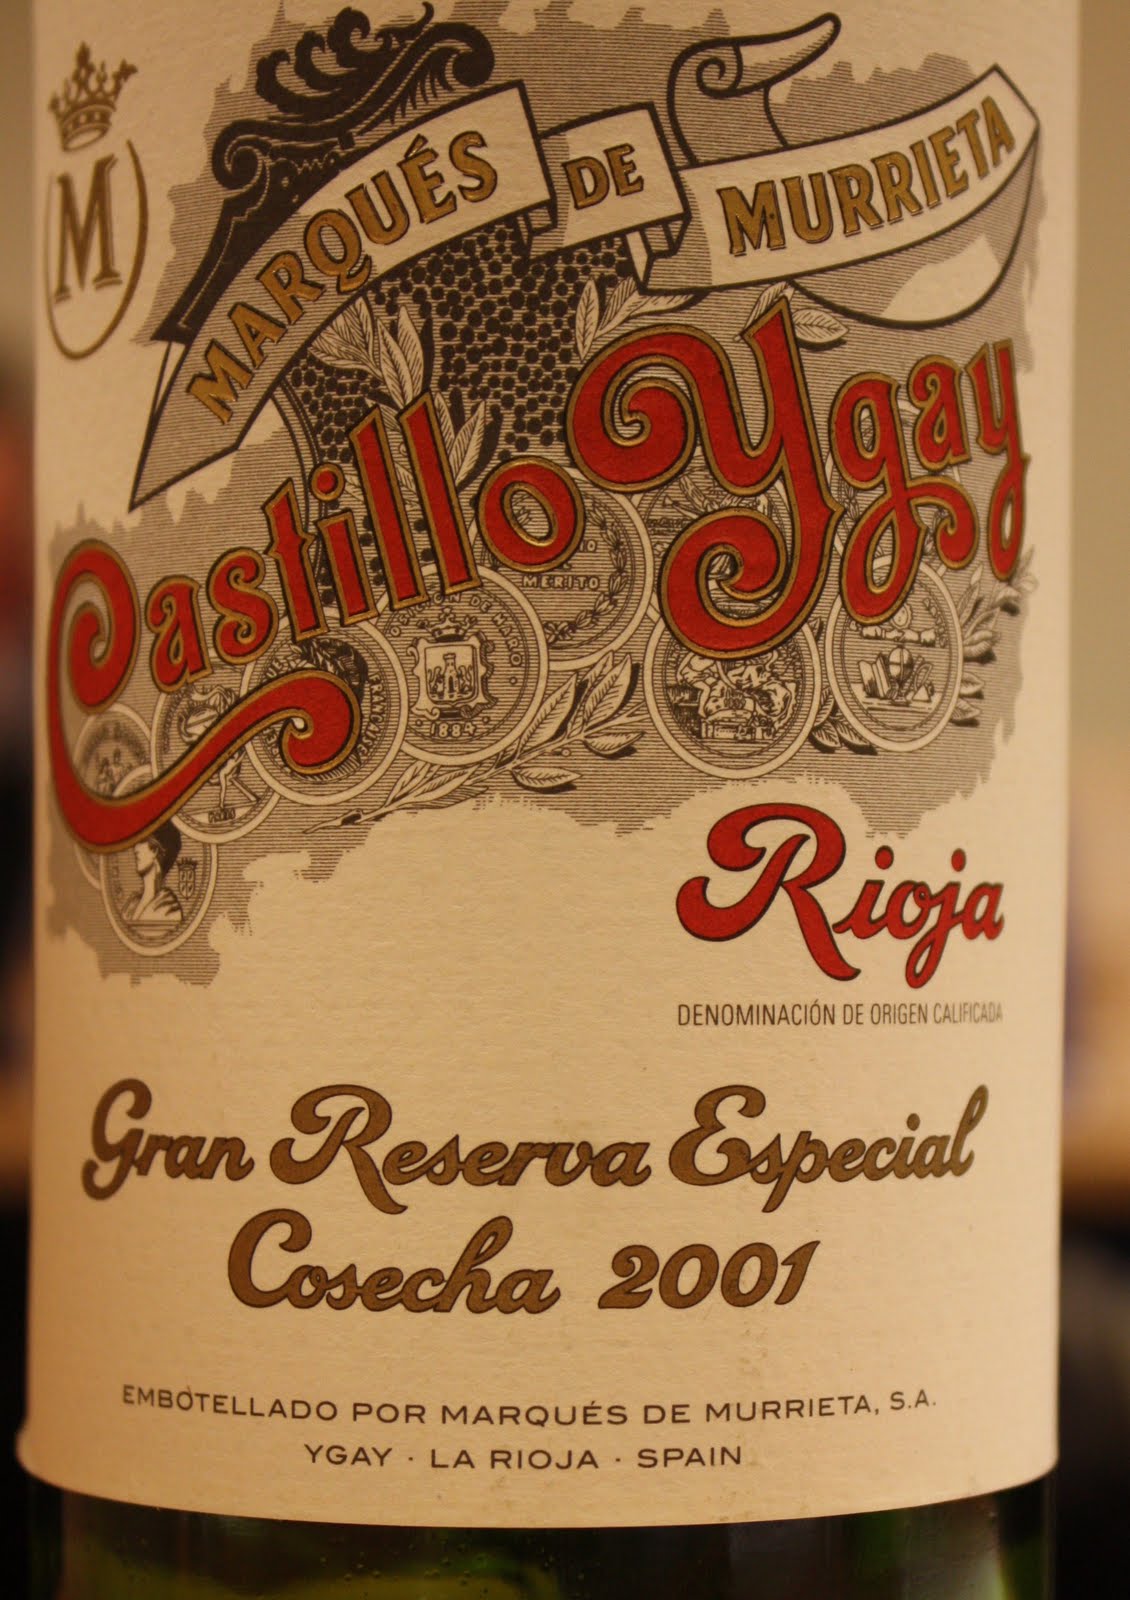 M
MARQUÉS DE MURRIETA
Castillo Ygay
MERITO
1884
Rioja
DENOMINACIÓN DE ORIGEN CALIFICADA
Gran Reserva Especial
Cosecha 2001
EMBOTELLADO POR MARQUÉS DE MURRIETA, S.A.
YGAY · LA RIOJA · SPAIN